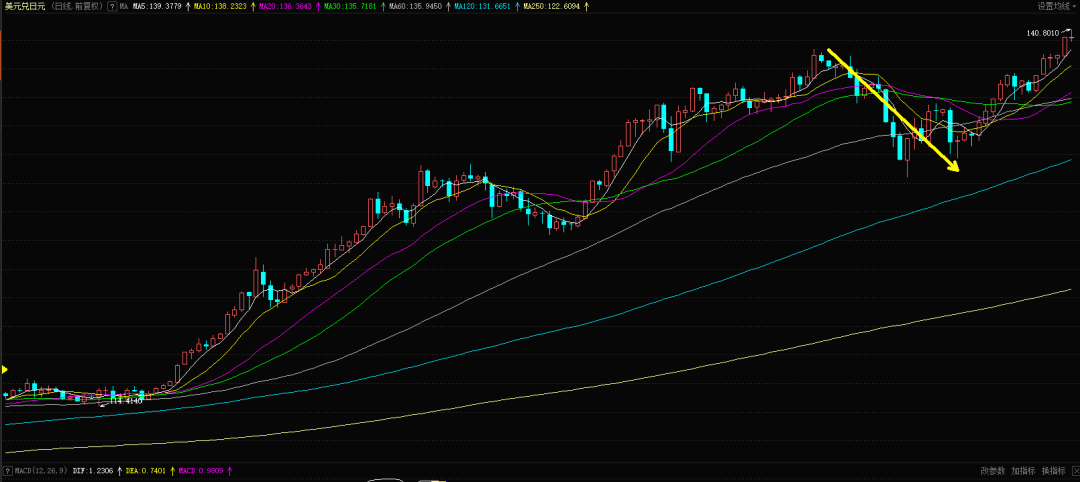 美元兑日元 (日线.前复权) ? MA MA5:139.3779 ↑ MA10:138.2323 ↑ MA20:136.3643 ↑ MA30:135.7181 ↑ MA60:135.9450 ↑ MA120:131.6651 ↑ MA250:122.6094 ↑ 设置均线
140.8010
114.4140
? MACD(12,26,9) DIF:1.2306 ↑ DEA:0.7401 ↑ MACD:0.9809 ↑ 改参数 加指标 换指标